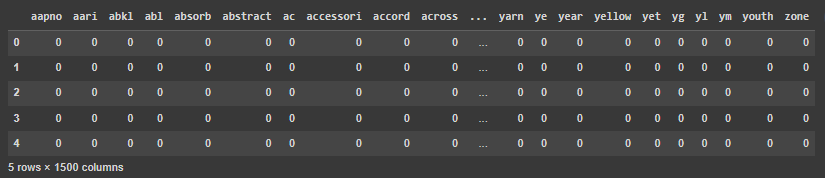 aapno aari abkl abl absorb abstract ac accessori accord across ... yarn ye year yellow yet yg yl ym youth zone
0 0 0 0 0 0 0 0 0 0 0 ... 0 0 0 0 0 0 0 0 0 0
1 0 0 0 0 0 0 0 0 0 0 ... 0 0 0 0 0 0 0 0 0 0
2 0 0 0 0 0 0 0 0 0 0 ... 0 0 0 0 0 0 0 0 0 0
3 0 0 0 0 0 0 0 0 0 0 ... 0 0 0 0 0 0 0 0 0 0
4 0 0 0 0 0 0 0 0 0 0 ... 0 0 0 0 0 0 0 0 0 0
5 rows × 1500 columns